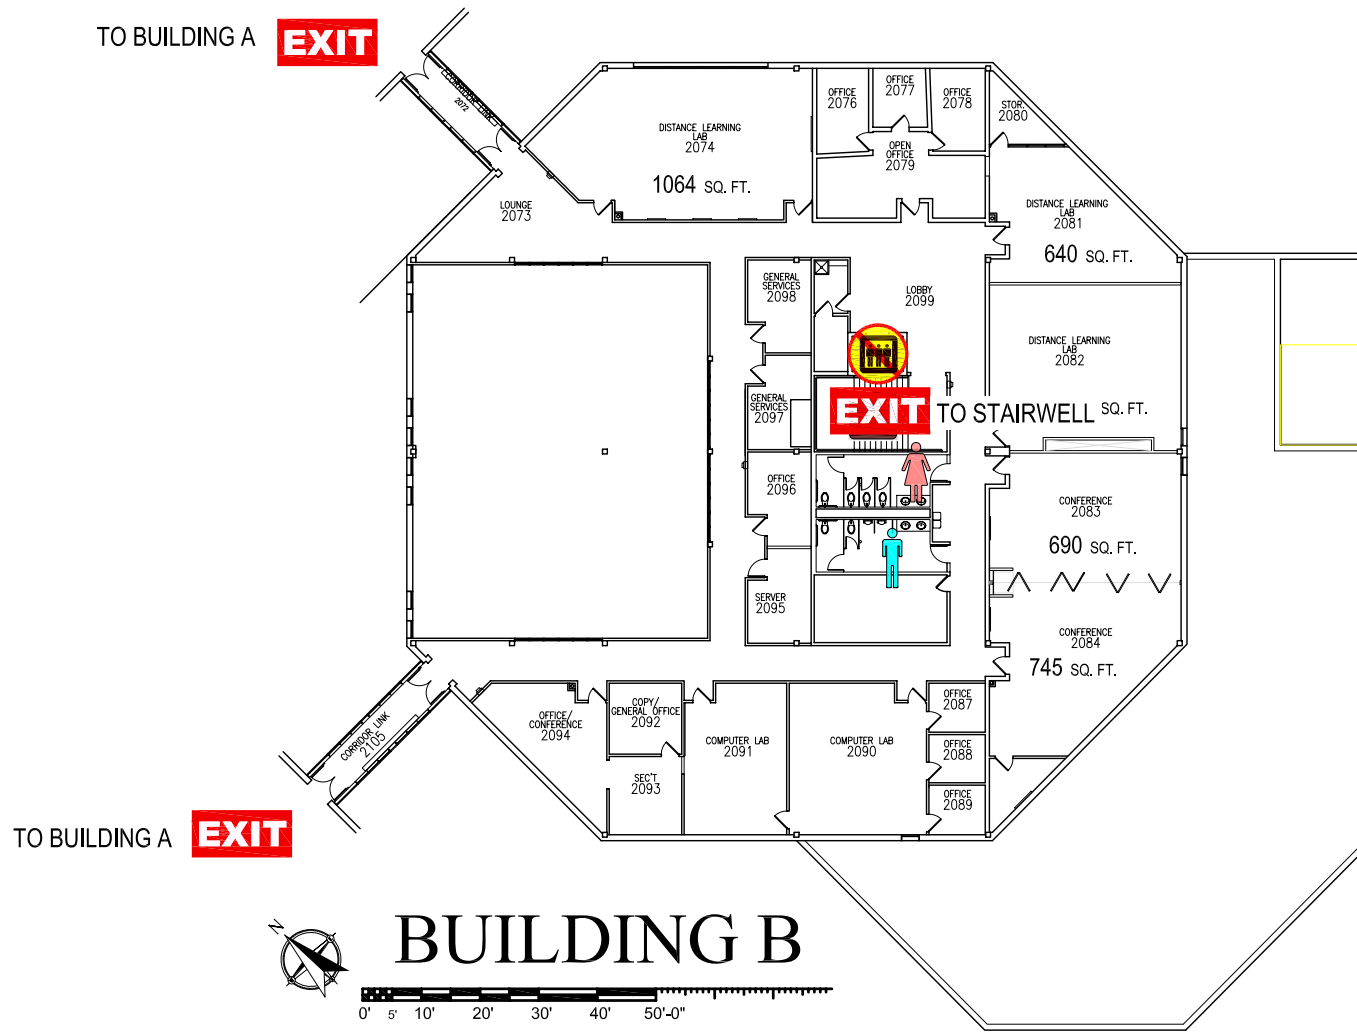 TO BUILDING A EXIT
CORRIDOR LINK
2072
DISTANCE LEARNING
LAB
2074
1064 SQ. FT.
OFFICE
2076
OFFICE
2077
OFFICE
2078
STOR.
2080
OPEN
OFFICE
2079
LOUNGE
2073
DISTANCE LEARNING
LAB
2081
640 SQ. FT.
GENERAL
SERVICES
2098
LOBBY
2099
DISTANCE LEARNING
LAB
2082
SQ. FT.
GENERAL
SERVICES
2097
EXIT TO STAIRWELL
OFFICE
2096
CONFERENCE
2083
690 SQ. FT.
SERVER
2095
CONFERENCE
2084
745 SQ. FT.
CORRIDOR LINK
2105
OFFICE/
CONFERENCE
2094
COPY/
GENERAL OFFICE
2092
SEC'T
2093
COMPUTER LAB
2091
COMPUTER LAB
2090
OFFICE
2087
OFFICE
2088
OFFICE
2089
TO BUILDING A EXIT
N
BUILDING B
0' 5' 10' 20' 30' 40' 50'-0"